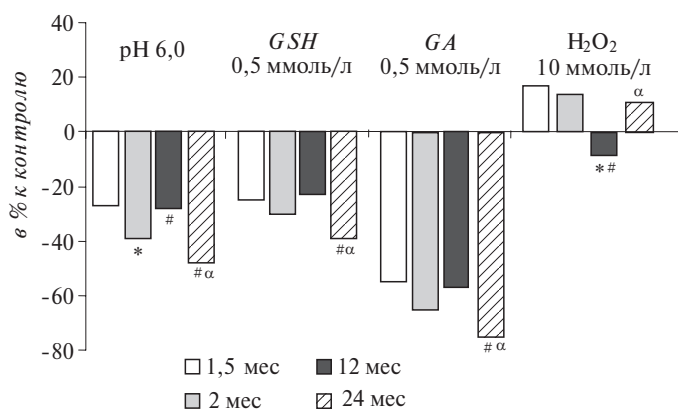 в % к контролю
40
20
0
-20
-40
-60
-80
pH 6,0
GSH
0,5 ммоль/л
GA
0,5 ммоль/л
H₂O₂
10 ммоль/л
*
#
# α
# α
# α
* #
α
1,5 мес
12 мес
2 мес
24 мес